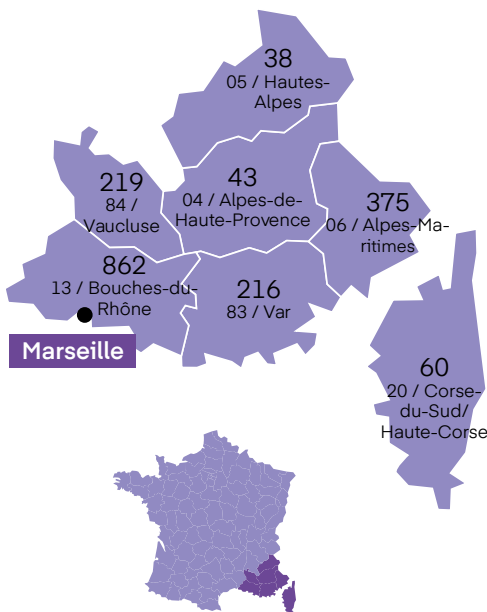 38
05 / Hautes-
Alpes
219
84 /
Vaucluse
43
04 / Alpes-de-
Haute-Provence
375
06 / Alpes-Ma-
ritimes
862
13 / Bouches-du-
Rhône
216
83 / Var
Marseille
60
20 / Corse-
du-Sud/
Haute-Corse